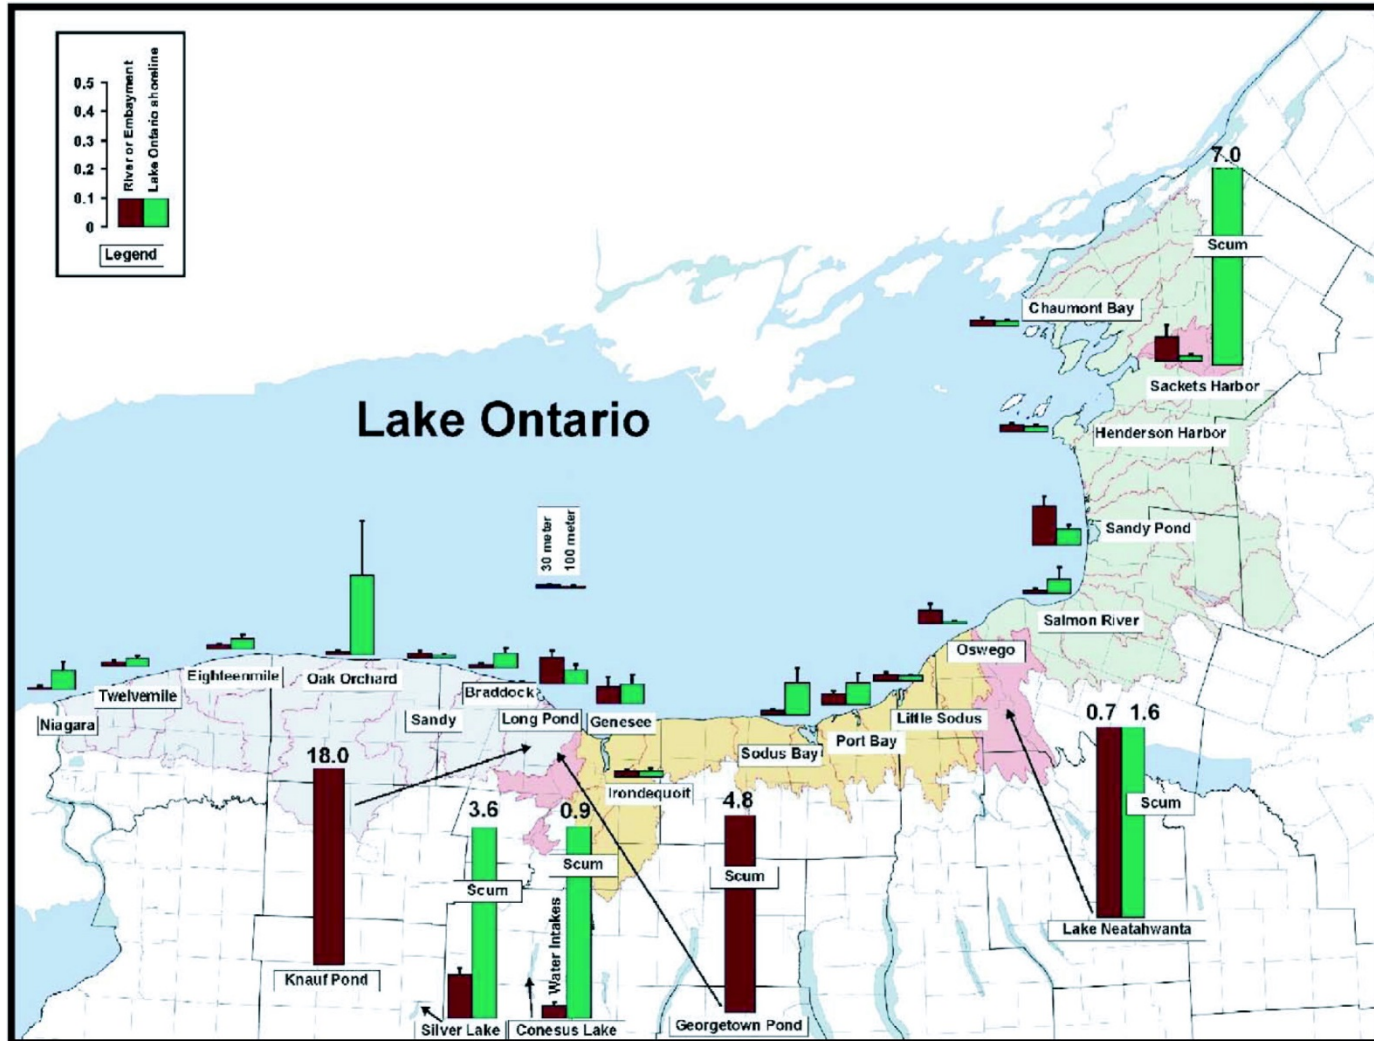 0.5
0.4
0.3
0.2
0.1
0
River or Embayment
Lake Ontario shoreline
Legend
7.0
Scum
Chaumont Bay
Sackets Harbor
Lake Ontario
Henderson Harbor
30 meter
100 meter
Sandy Pond
Salmon River
Oswego
Eighteenmile
Oak Orchard
Braddock
Twelvemile
Niagara
Sandy
Long Pond
Genesee
Little Sodus
Port Bay
Sodus Bay
0.7 1.6
Scum
18.0
Irondequoit
3.6
0.9
4.8
Scum
Scum
Scum
Water Intakes
Lake Neatahwanta
Knauf Pond
Silver Lake
Conesus Lake
Georgetown Pond